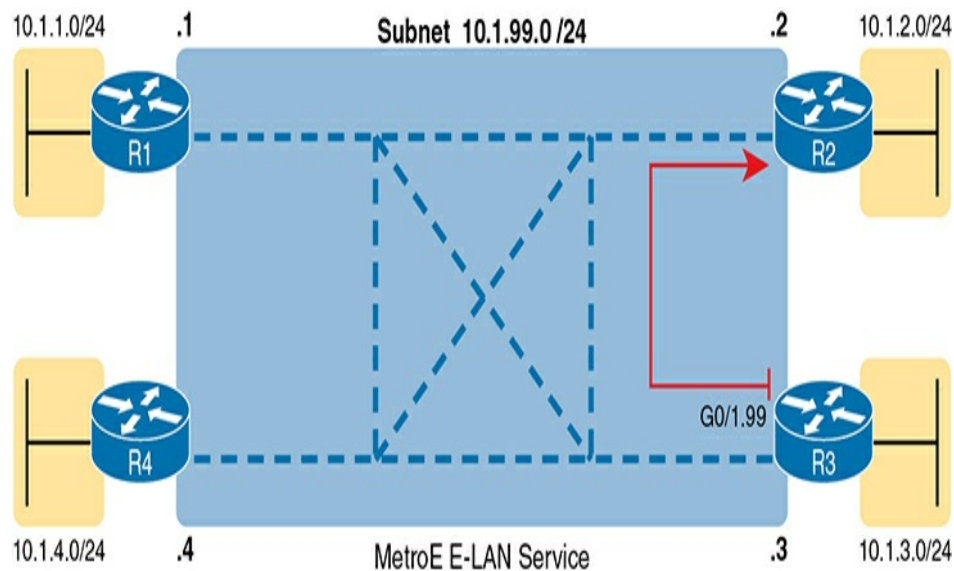 10.1.1.0/24
.1
Subnet 10.1.99.0 /24
.2
10.1.2.0/24
R1
R2
G0/1.99
R4
R3
10.1.4.0/24
.4
MetroE E-LAN Service
.3
10.1.3.0/24